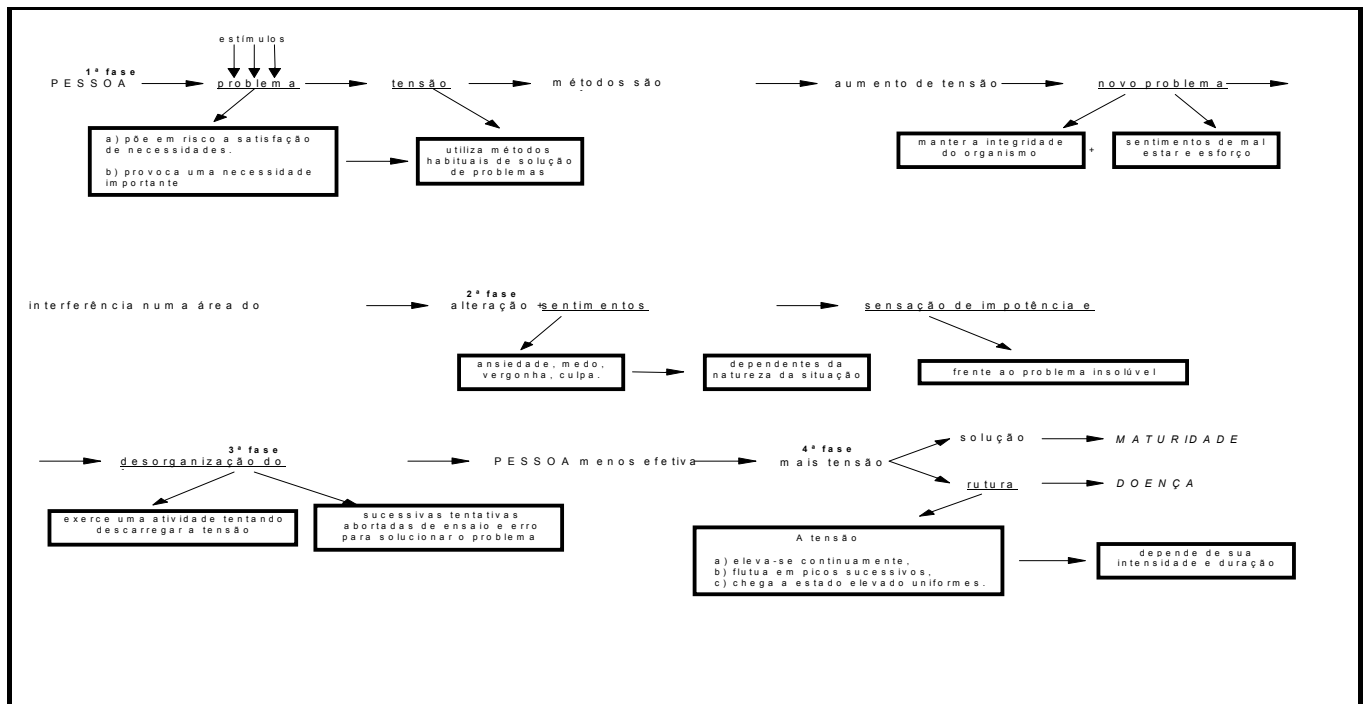 estímulos
1ª fase
PESSOA
problema
tensão
métodos são
aumento de tensão
novo problema
a) põe em risco a satisfação
de necessidades.
b) provoca uma necessidade
importante
utiliza métodos
habituais de solução
de problemas
manter a integridade
do organismo
+
sentimentos de mal
estar e esforço
interferência numa área do
2ª fase
alteração +sentimentos
sensação de impotência e
ansiedade, medo,
vergonha, culpa.
dependentes da
natureza da situação
frente ao problema insolúvel
3ª fase
desorganização do
PESSOA menos efetiva
4ª fase
mais tensão
solução
MATURIDADE
rutura
DOENÇA
exerce uma atividade tentando
descarregar a tensão
sucessivas tentativas
abortadas de ensaio e erro
para solucionar o problema
A tensão
a) eleva-se continuamente,
b) flutua em picos sucessivos,
c) chega a estado elevado uniformes.
depende de sua
intensidade e duração